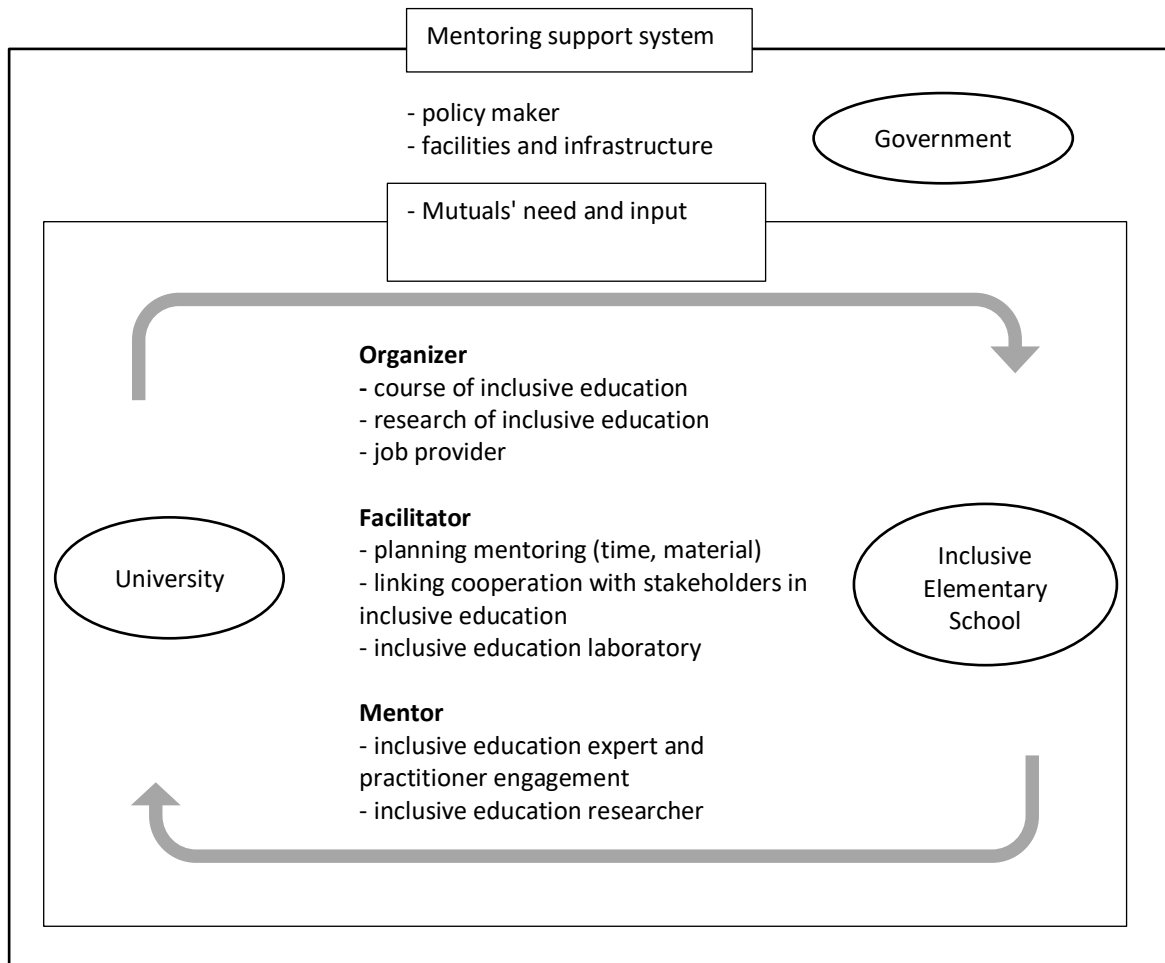 Mentoring support system
- policy maker
- facilities and infrastructure
Government
- Mutuals' need and input
Organizer
- course of inclusive education
- research of inclusive education
- job provider
Facilitator
- planning mentoring (time, material)
- linking cooperation with stakeholders in
inclusive education
- inclusive education laboratory
University
Inclusive
Elementary
School
Mentor
- inclusive education expert and
practitioner engagement
- inclusive education researcher